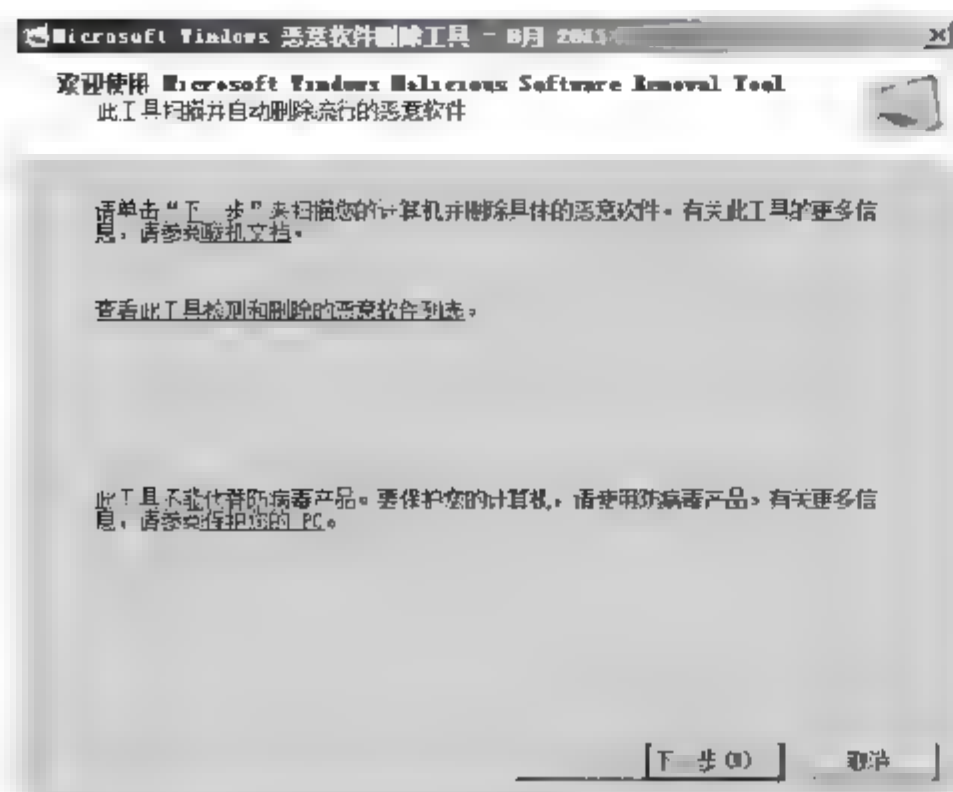 Microsoft Windows 恶意软件删除工具 - 8月
欢迎使用 Microsoft Windows Malicious Software Removal Tool
此工具扫描并自动删除流行的恶意软件
请单击“下一步”来扫描您的计算机并删除具体的恶意软件。有关此工具的更多信
息，请参阅联机文档。
查看此工具检测和删除的恶意软件列表。
此工具不能代替防病毒产品。要保护您的计算机，请使用防病毒产品。有关更多信
息，请参阅保护您的 PC。
下一步(N)
取消